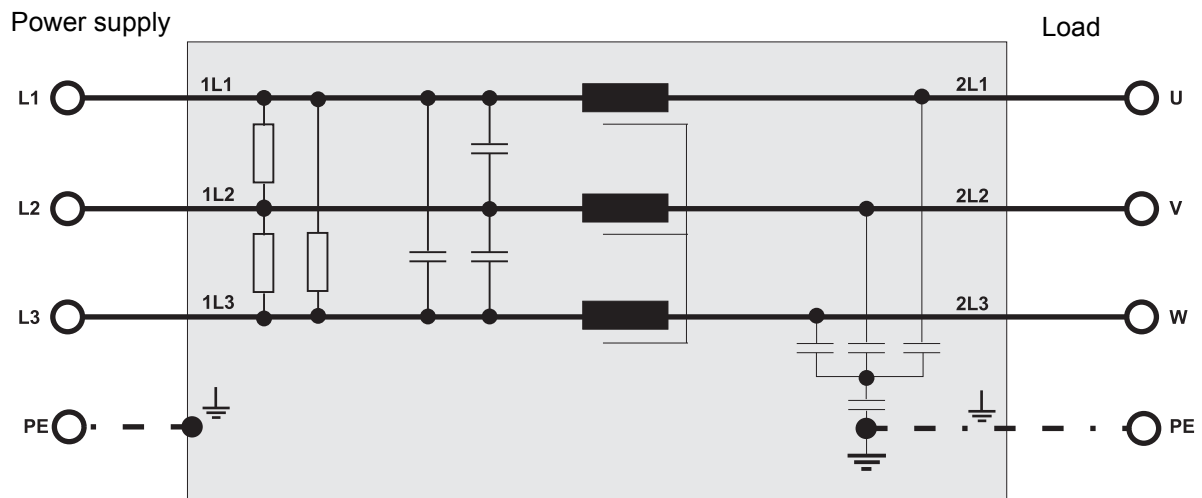 Power supply
Load
L1
1L1
2L1
U
L2
1L2
2L2
V
L3
1L3
2L3
W
PE
PE